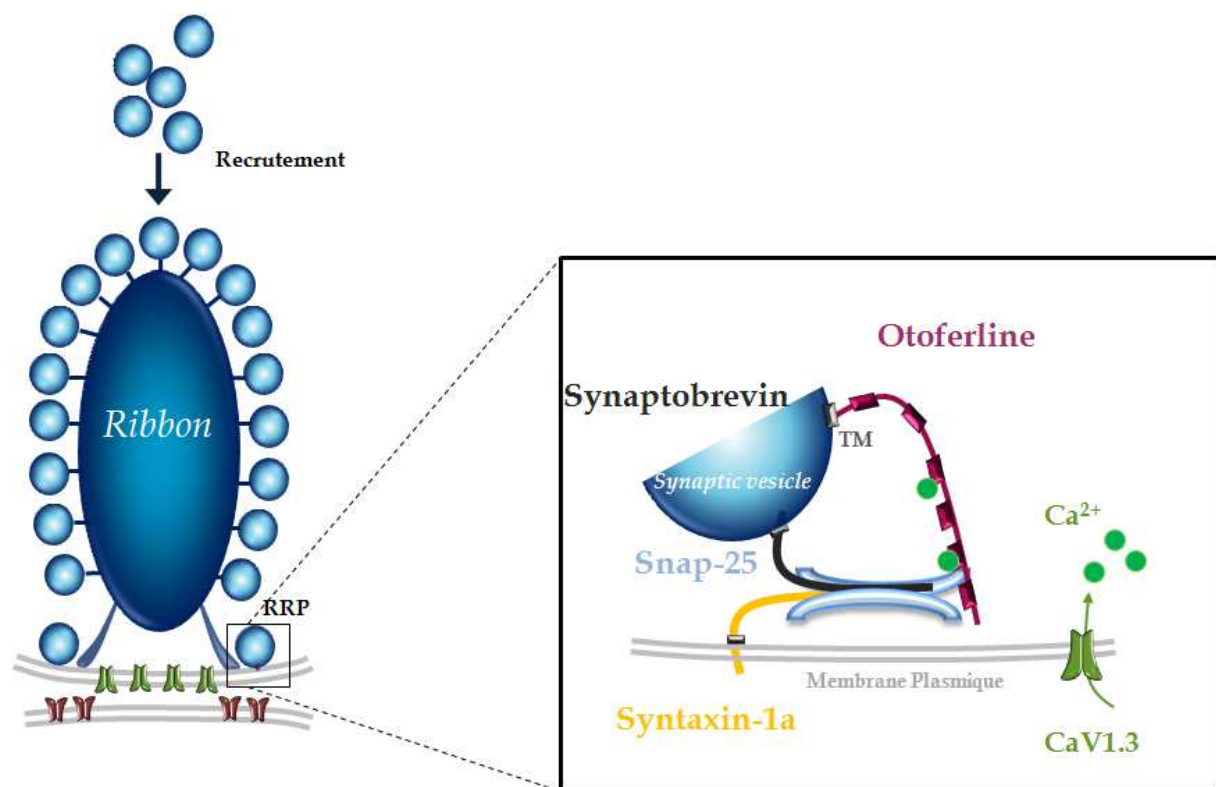 Recrutement
Ribbon
RRP
Otoferline
Synaptobrevin
TM
Synaptic vesicle
Ca²⁺
Snap-25
Membrane Plasmique
Syntaxin-1a
CaV1.3